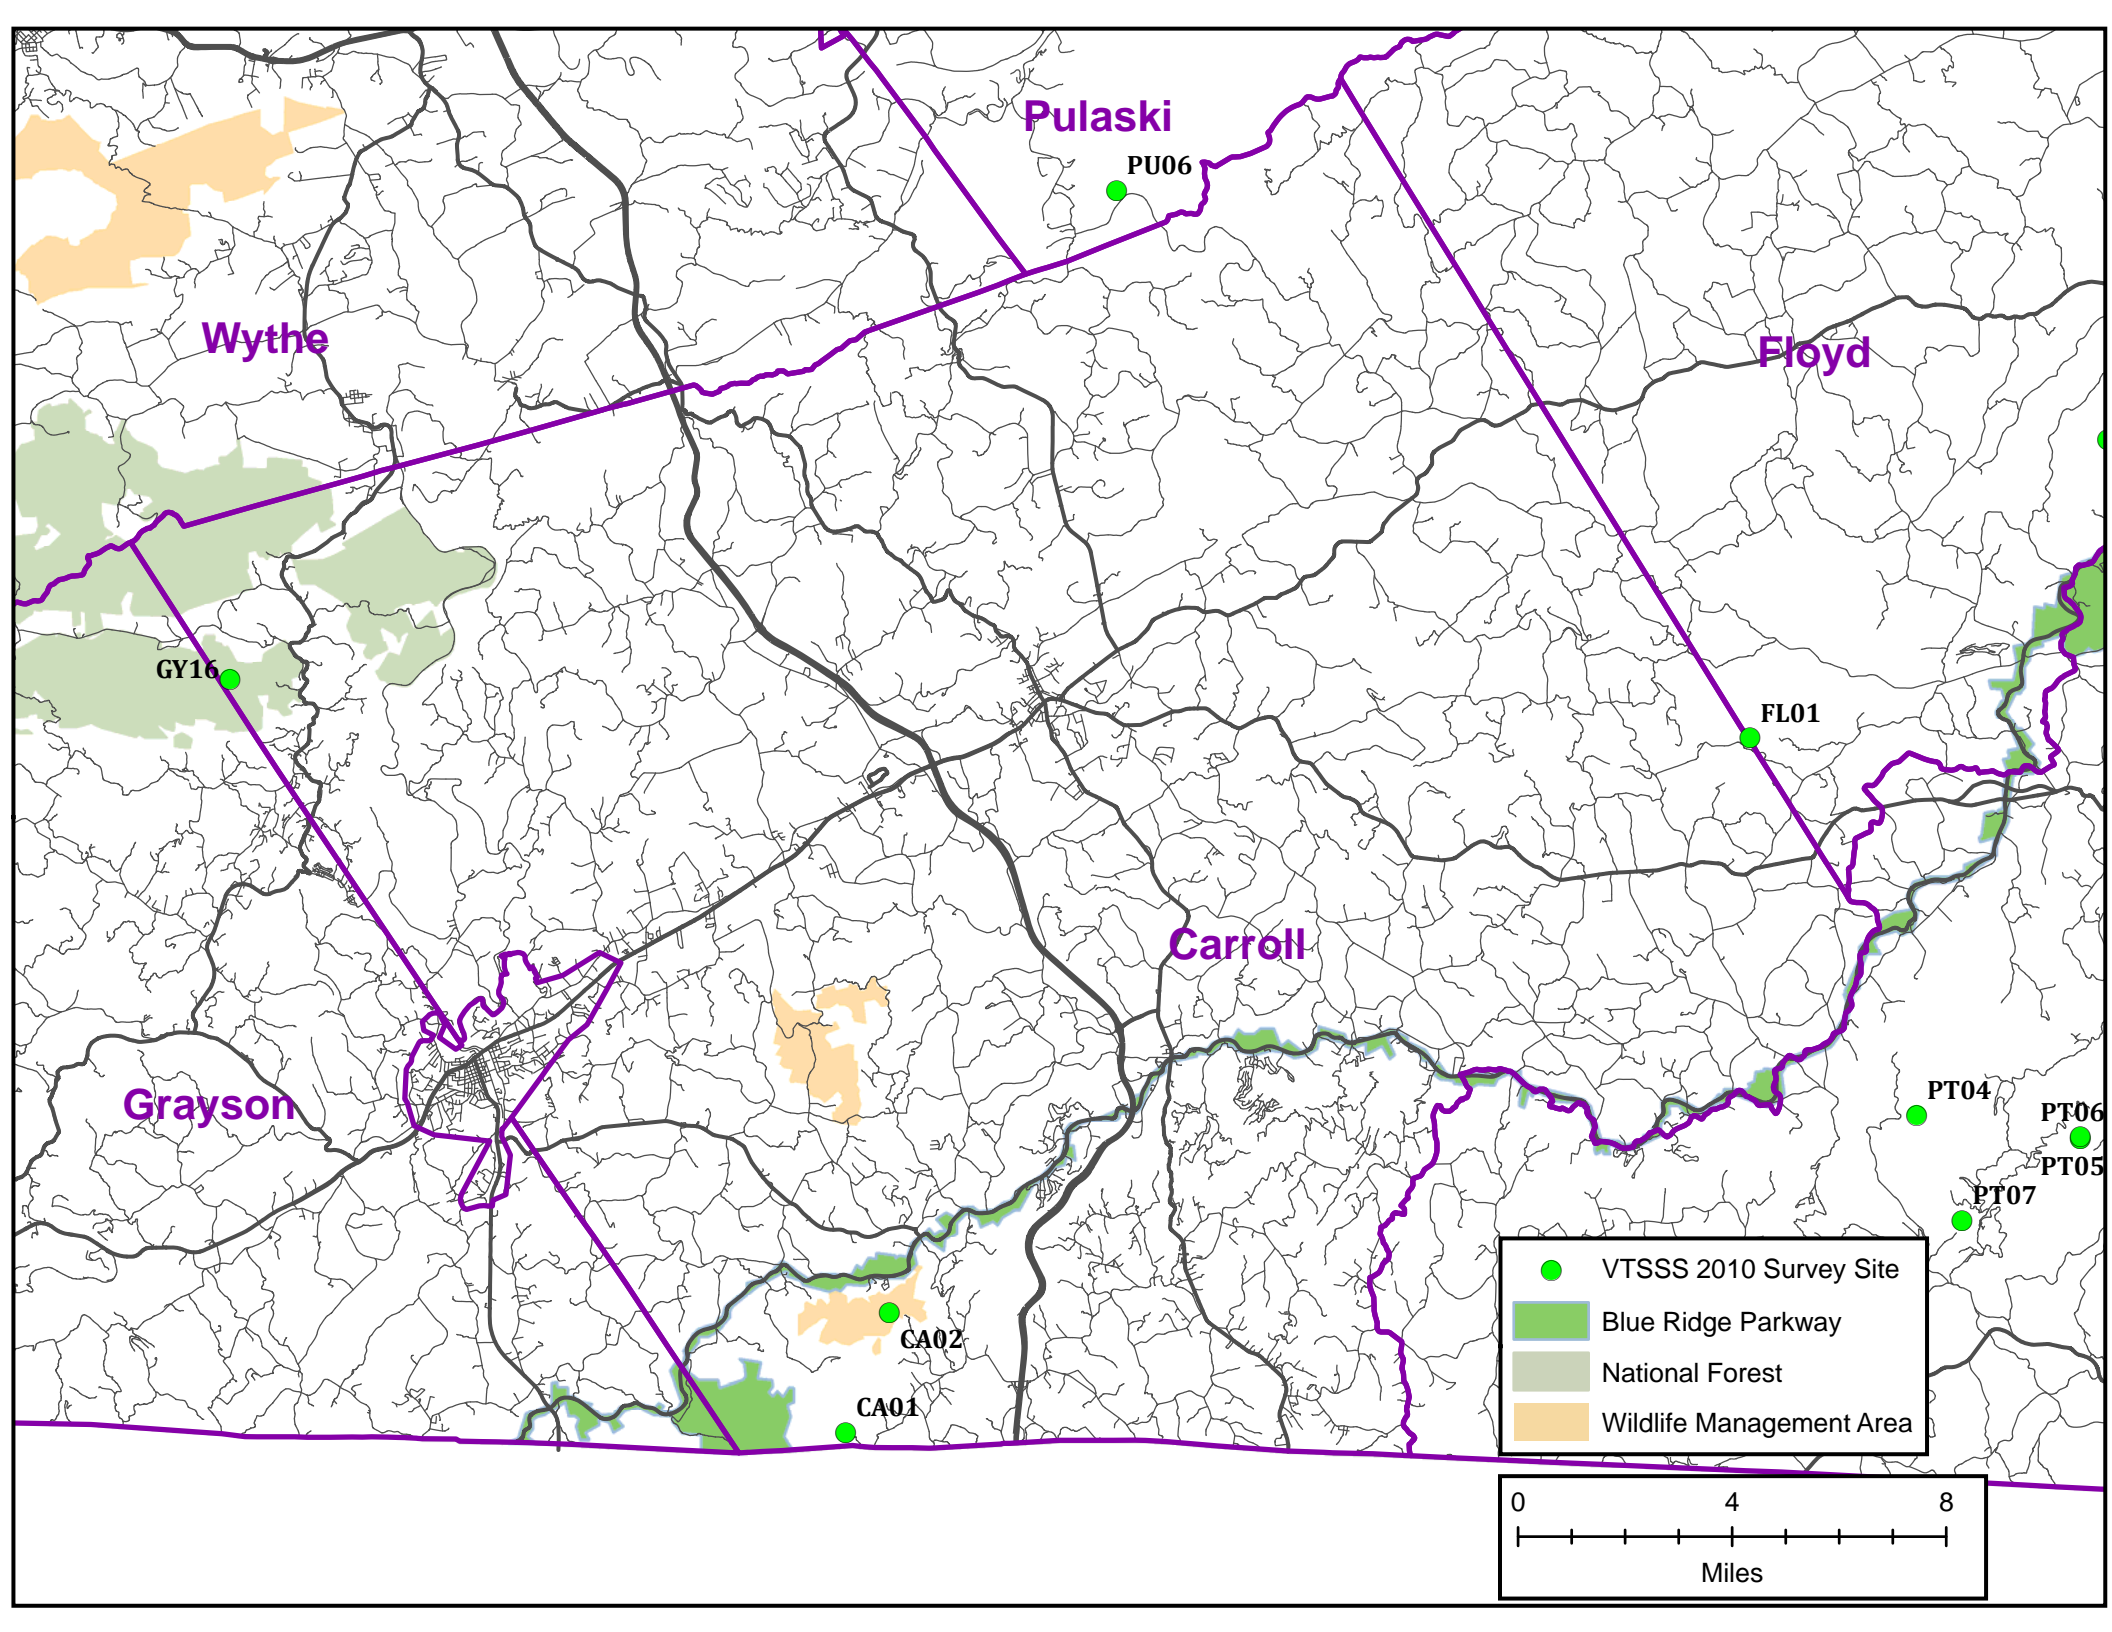 Pulaski
PU06
Wythe
Floyd
GY16
FL01
Carroll
Grayson
PT04
PT06
PT05
PT07
CA02
CA01
VTSSS 2010 Survey Site
Blue Ridge Parkway
National Forest
Wildlife Management Area
0 4 8
Miles